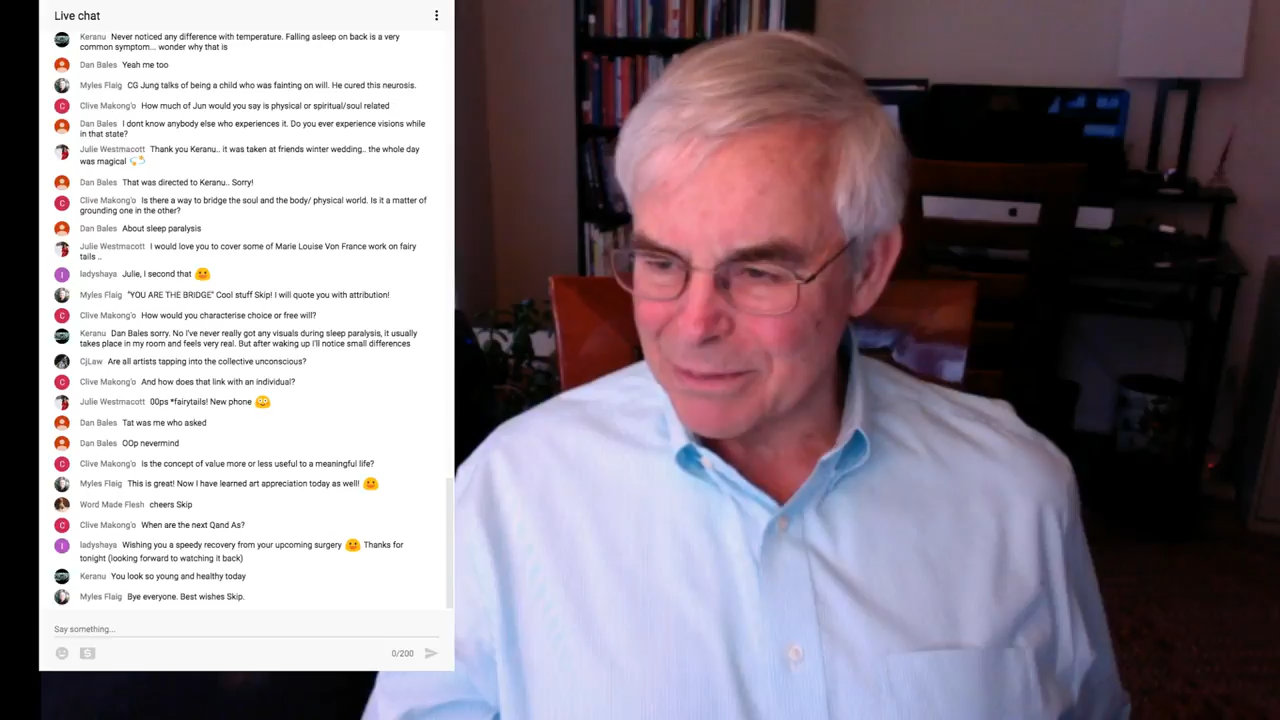 Live chat
Keranu Never noticed any difference with temperature. Falling asleep on back is a very
common symptom... wonder why that is
Dan Bales Yeah me too
Myles Flaig CG Jung talks of being a child who was fainting on will. He cured this neurosis.
C Clive Makong'o How much of Jun would you say is physical or spiritual/soul related
Dan Bales I dont know anybody else who experiences it. Do you ever experience visions while
in that state?
Julie Westmacott Thank you Keranu.. it was taken at friends winter wedding.. the whole day
was magical
Dan Bales That was directed to Keranu.. Sorry!
C Clive Makong'o Is there a way to bridge the soul and the body/ physical world. Is it a matter of
grounding one in the other?
Dan Bales About sleep paralysis
Julie Westmacott I would love you to cover some of Marie Louise Von France work on fairy
tails ..
l ladyshaya Julie, I second that
Myles Flaig "YOU ARE THE BRIDGE" Cool stuff Skip! I will quote you with attribution!
C Clive Makong'o How would you characterise choice or free will?
Keranu Dan Bales sorry. No I've never really got any visuals during sleep paralysis, it usually
takes place in my room and feels very real. But after waking up I'll notice small differences
CjLaw Are all artists tapping into the collective unconscious?
C Clive Makong'o And how does that link with an individual?
Julie Westmacott 00ps *fairytails! New phone
Dan Bales Tat was me who asked
Dan Bales OOp nevermind
C Clive Makong'o Is the concept of value more or less useful to a meaningful life?
Myles Flaig This is great! Now I have learned art appreciation today as well!
Word Made Flesh cheers Skip
C Clive Makong'o When are the next Qand As?
l ladyshaya Wishing you a speedy recovery from your upcoming surgery Thanks for
tonight (looking forward to watching it back)
Keranu You look so young and healthy today
Myles Flaig Bye everyone. Best wishes Skip.
Say something...
S 0/200